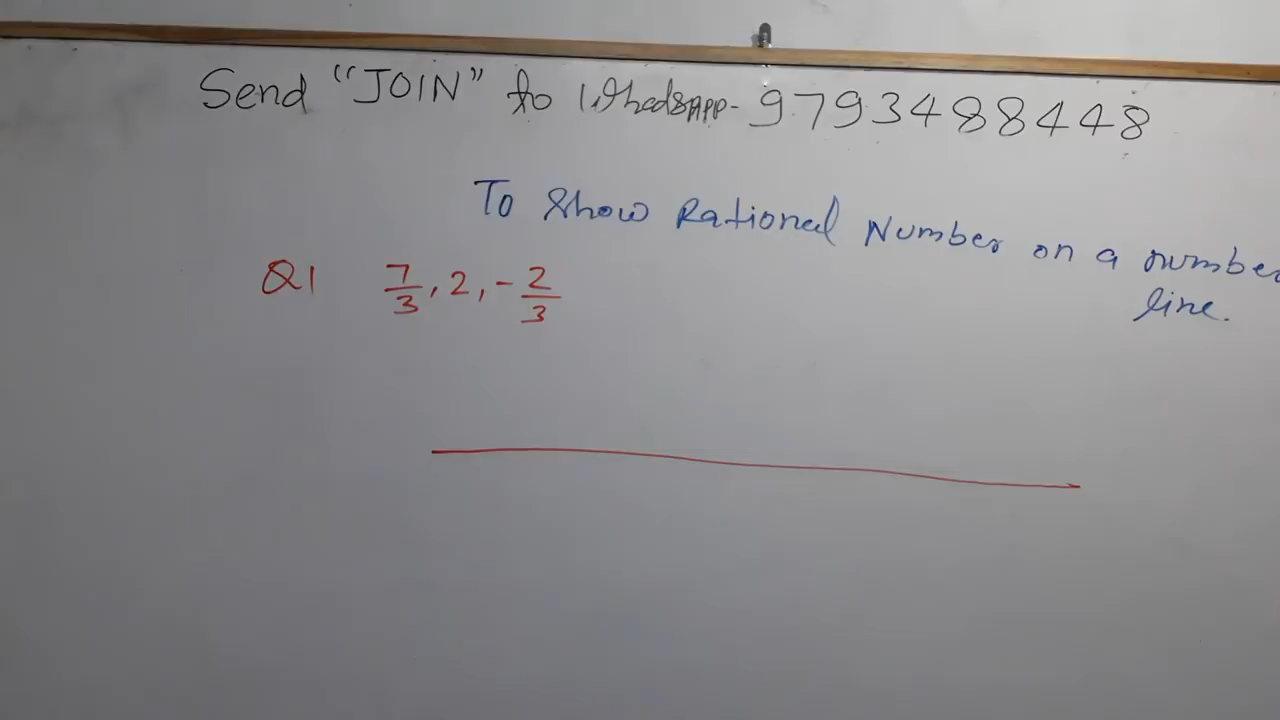 Send "JOIN" to WhatsApp- 9793488448
To Show Rational Number on a number
line.
Q1 7/3, 2, -2/3